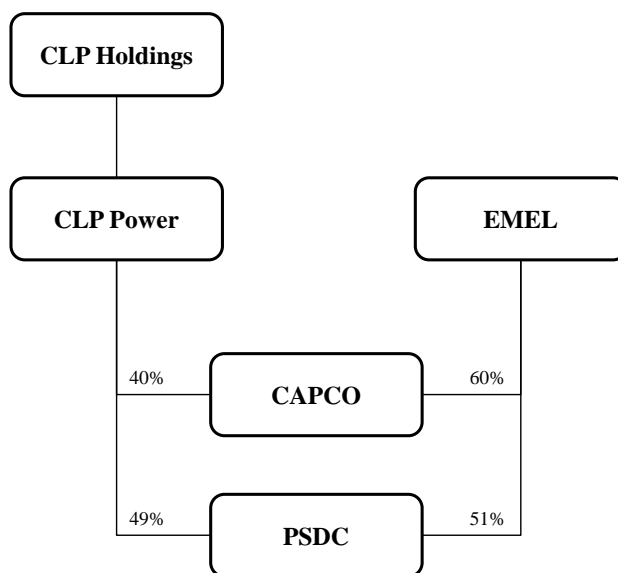 CLP Holdings
CLP Power
EMEL
40%
CAPCO
60%
49%
PSDC
51%